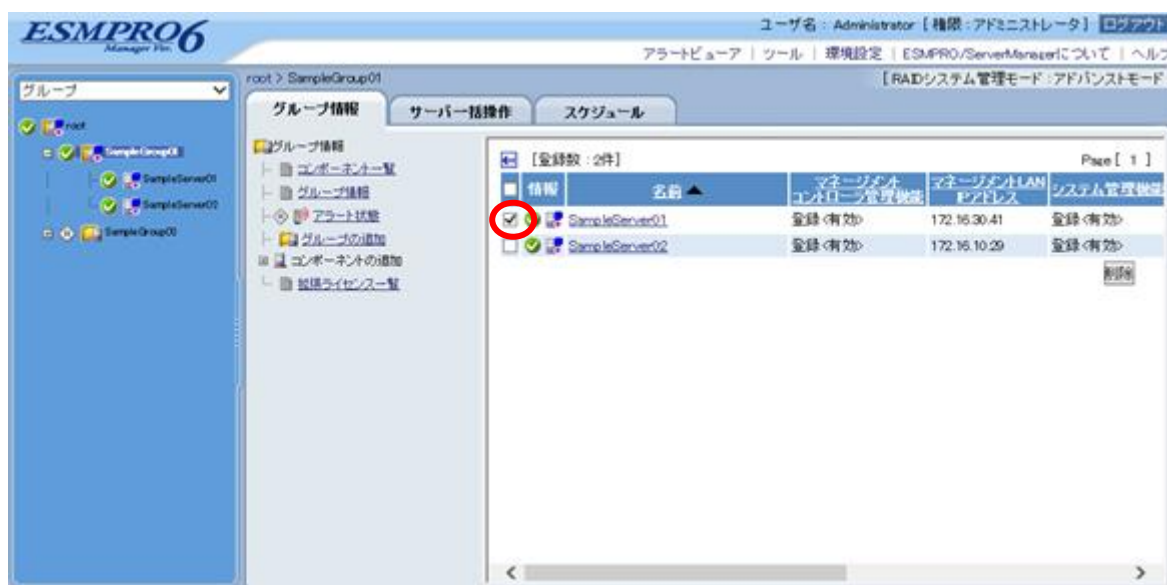 ESMPRO6
Manager Ver.
ユーザ名 : Administrator [ 権限 : アドミニストレータ ] ログアウト
アラートビューア | ツール | 環境設定 | ESMPRO/ServerManagerについて | ヘルプ
グループ
root > SampleGroup01
[ RAIDシステム管理モード : アドバンストモード
グループ情報 サーバ一括操作 スケジュール
root
SampleGroup01
SampleServer01
SampleServer02
グループ情報
コンポーネント一覧
グループ情報
アラート状態
グループの追加
コンポーネントの追加
拡張ライセンス一覧
[登録数 : 2件]
Page [ 1 ]
情報 名前 ▲ マネージメント コントローラ管理機能 マネージメントLAN IPアドレス システム管理機能
SampleServer01 登録<有効> 172.16.30.41 登録<有効>
SampleServer02 登録<有効> 172.16.10.29 登録<有効>
削除